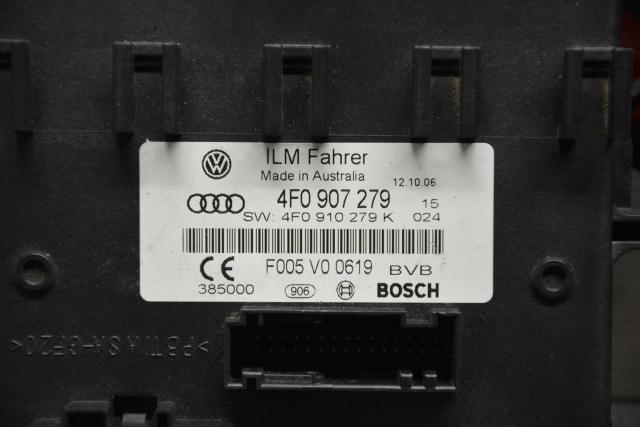 ILM Fahrer
Made in Australia
12.10.06
4F0 907 279 15
SW: 4F0 910 279 K 024
CE F005 V0 0619 BVB
385000 906 BOSCH